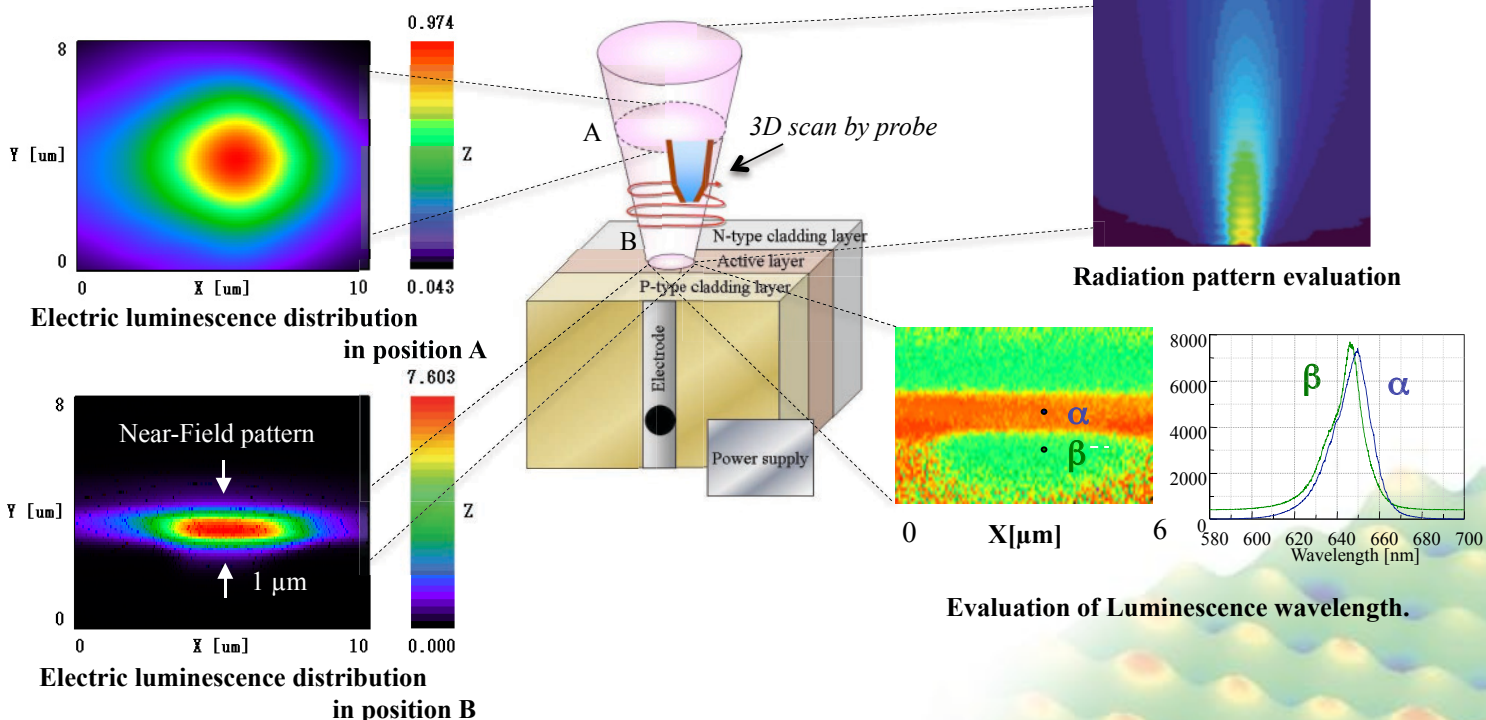 0.974
8
Y [um]
Z
0
0
X [um]
10
0.043
Electric luminescence distribution
in position A
7.603
8
Near-Field pattern
Y [um]
Z
1 µm
0
0
X [um]
10
0.000
Electric luminescence distribution
in position B
A
3D scan by probe
B
N-type cladding layer
Active layer
P-type cladding layer
Electrode
Power supply
Radiation pattern evaluation
α
β
0
X[µm]
6
8000
6000
4000
2000
0
β
α
580 600 620 640 660 680 700
Wavelength [nm]
Evaluation of Luminescence wavelength.